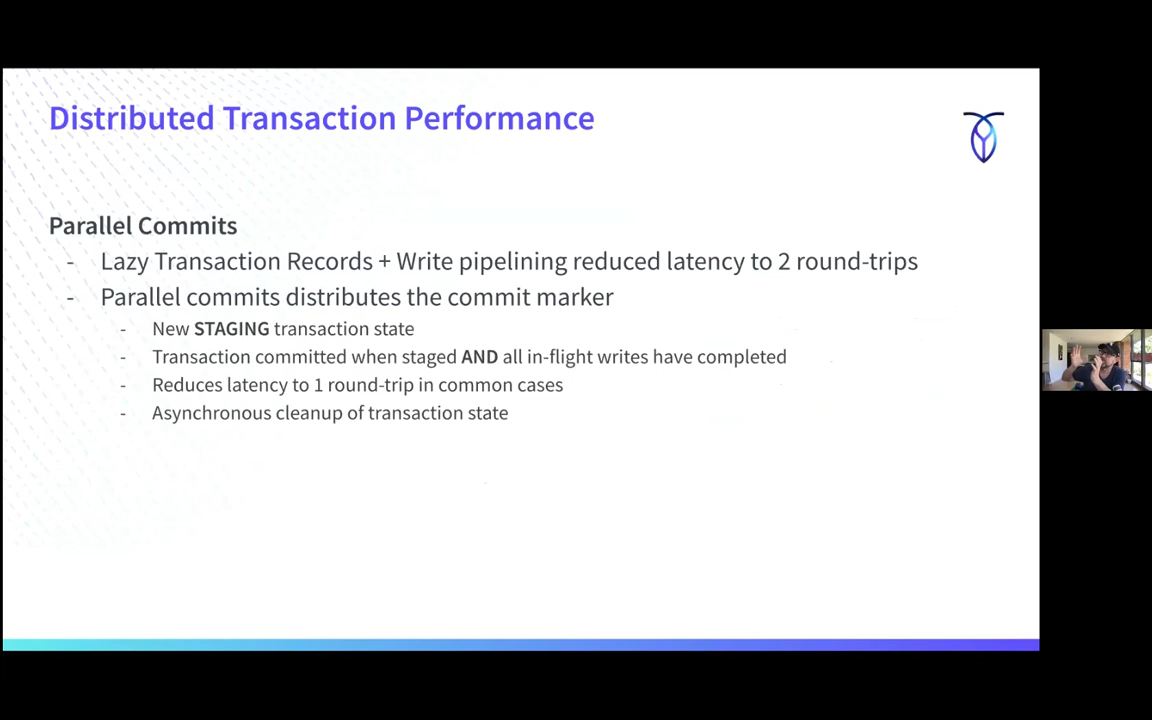 Distributed Transaction Performance
Parallel Commits
- Lazy Transaction Records + Write pipelining reduced latency to 2 round-trips
- Parallel commits distributes the commit marker
- New STAGING transaction state
- Transaction committed when staged AND all in-flight writes have completed
- Reduces latency to 1 round-trip in common cases
- Asynchronous cleanup of transaction state